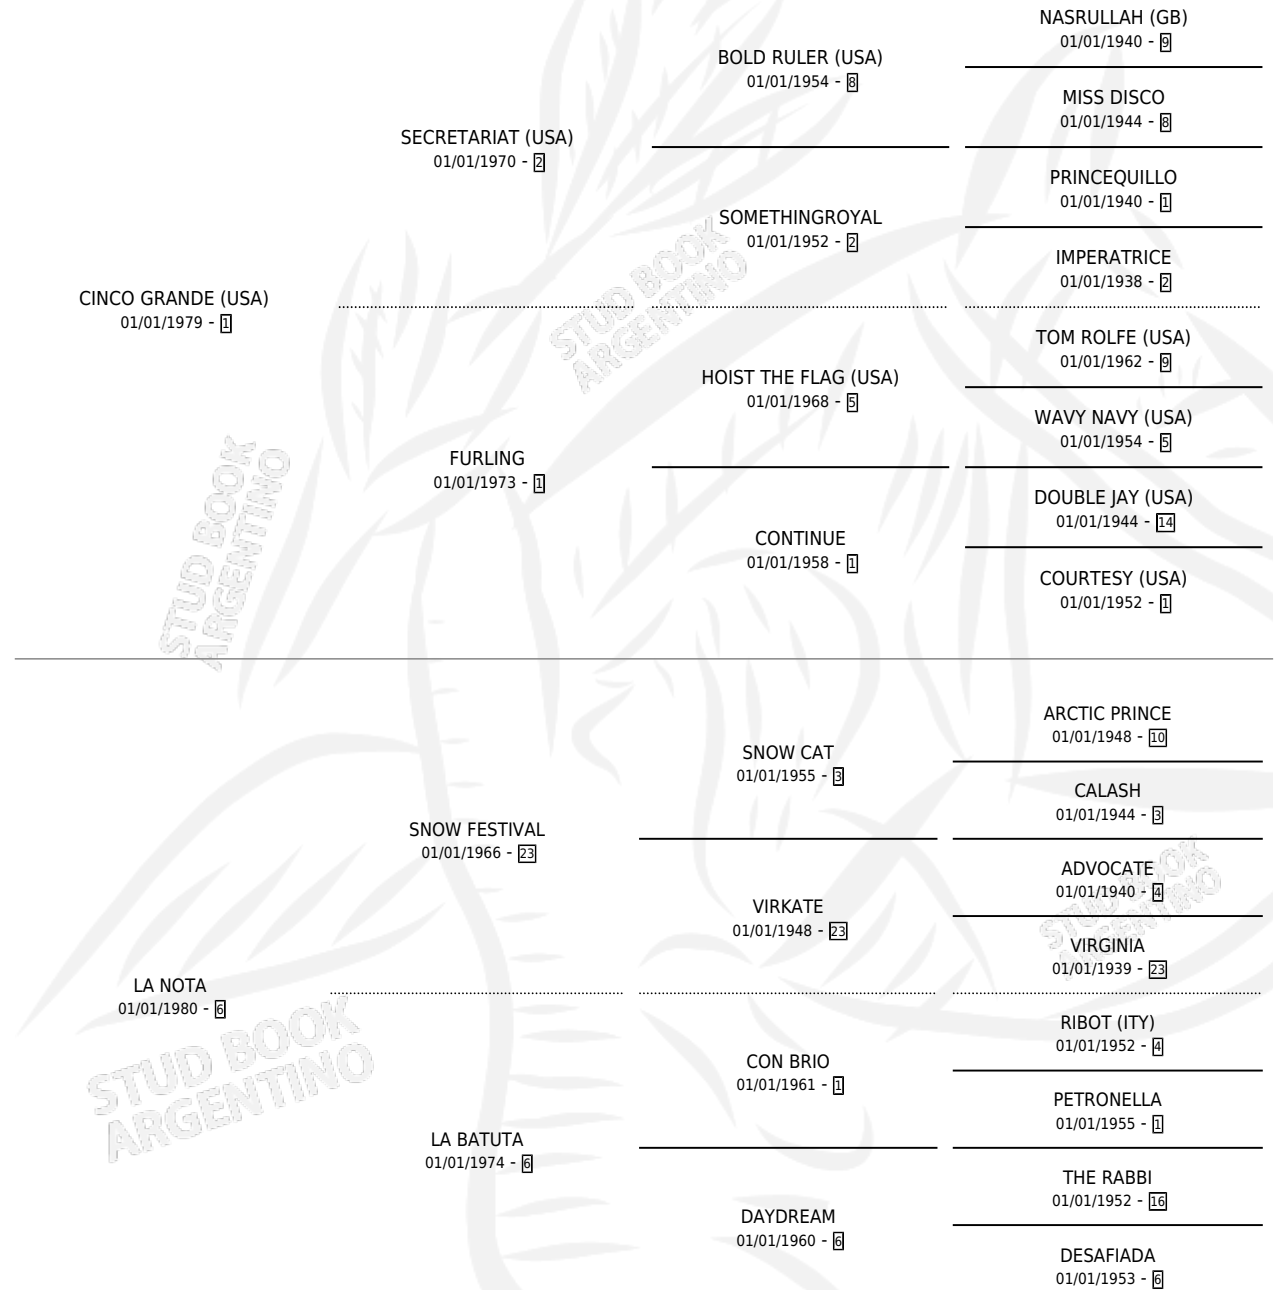 NASRULLAH (GB)
01/01/1940 - 9
BOLD RULER (USA)
01/01/1954 - 8
MISS DISCO
01/01/1944 - 8
SECRETARIAT (USA)
01/01/1970 - 2
PRINCEQUILLO
01/01/1940 - 1
SOMETHINGROYAL
01/01/1952 - 2
IMPERATRICE
01/01/1938 - 2
CINCO GRANDE (USA)
01/01/1979 - 1
TOM ROLFE (USA)
01/01/1962 - 9
HOIST THE FLAG (USA)
01/01/1968 - 5
WAVY NAVY (USA)
01/01/1954 - 5
FURLING
01/01/1973 - 1
DOUBLE JAY (USA)
01/01/1944 - 14
CONTINUE
01/01/1958 - 1
COURTESY (USA)
01/01/1952 - 1
ARCTIC PRINCE
01/01/1948 - 10
SNOW CAT
01/01/1955 - 3
CALASH
01/01/1944 - 3
SNOW FESTIVAL
01/01/1966 - 23
ADVOCATE
01/01/1940 - 4
VIRKATE
01/01/1948 - 23
VIRGINIA
01/01/1939 - 23
LA NOTA
01/01/1980 - 6
RIBOT (ITY)
01/01/1952 - 4
CON BRIO
01/01/1961 - 1
PETRONELLA
01/01/1955 - 1
LA BATUTA
01/01/1974 - 6
THE RABBI
01/01/1952 - 16
DAYDREAM
01/01/1960 - 6
DESAFIADA
01/01/1953 - 6
STUD BOOK
ARGENTINO
STUD BOOK
ARGENTINO
STUD BOOK
ARGENTINO
STUD BOOK
ARGENTINO